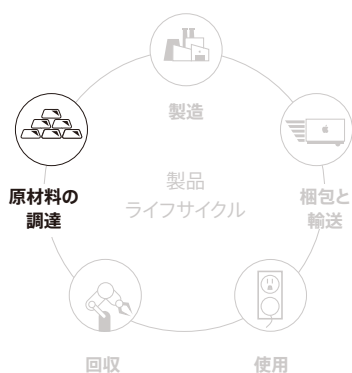 製造
原材料の
調達
製品
ライフサイクル
梱包と
輸送
回収
使用